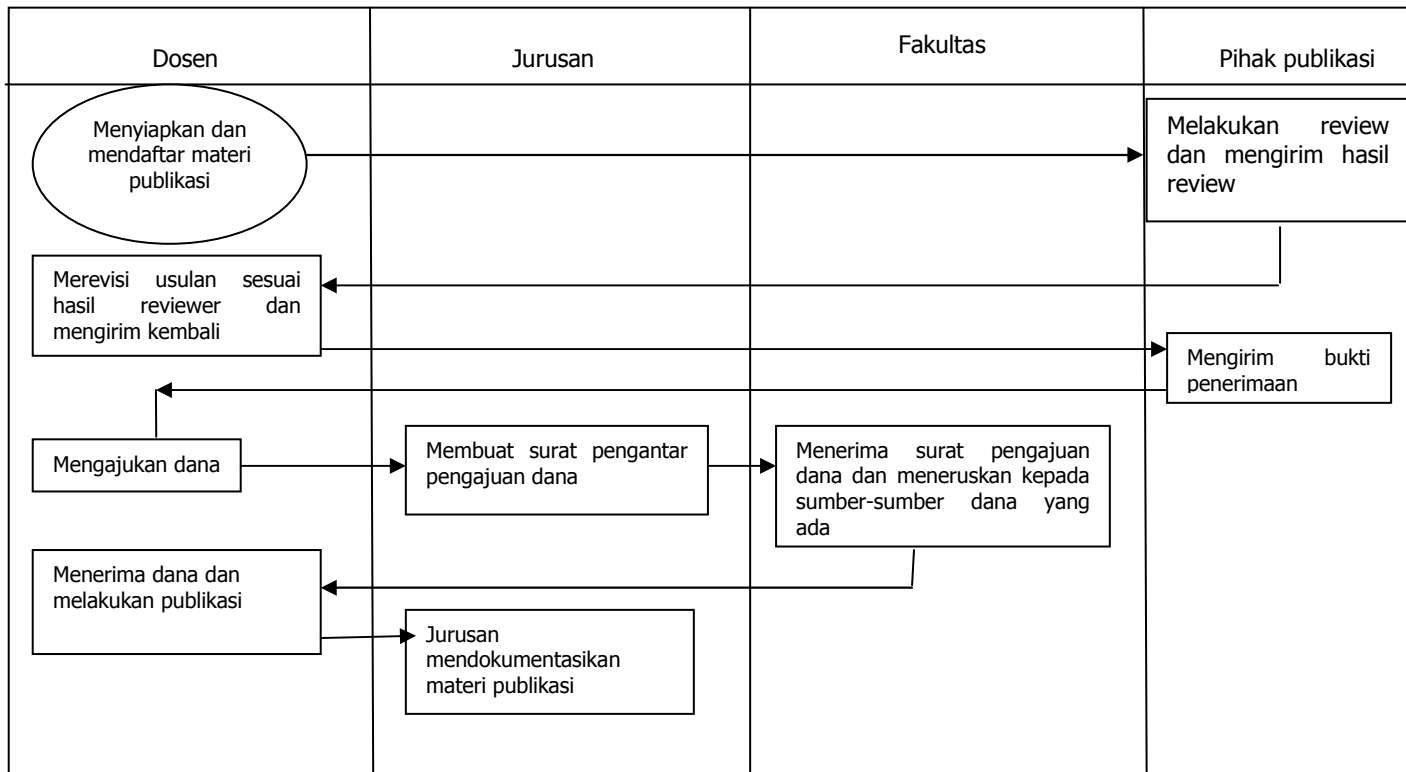 Dosen
Jurusan
Fakultas
Pihak publikasi
Menyiapkan dan
mendaftar materi
publikasi
Melakukan review
dan mengirim hasil
review
Merevisi usulan sesuai
hasil reviewer dan
mengirim kembali
Mengirim bukti
penerimaan
Mengajukan dana
Membuat surat pengantar
pengajuan dana
Menerima surat pengajuan
dana dan meneruskan kepada
sumber-sumber dana yang
ada
Menerima dana dan
melakukan publikasi
Jurusan
mendokumentasikan
materi publikasi